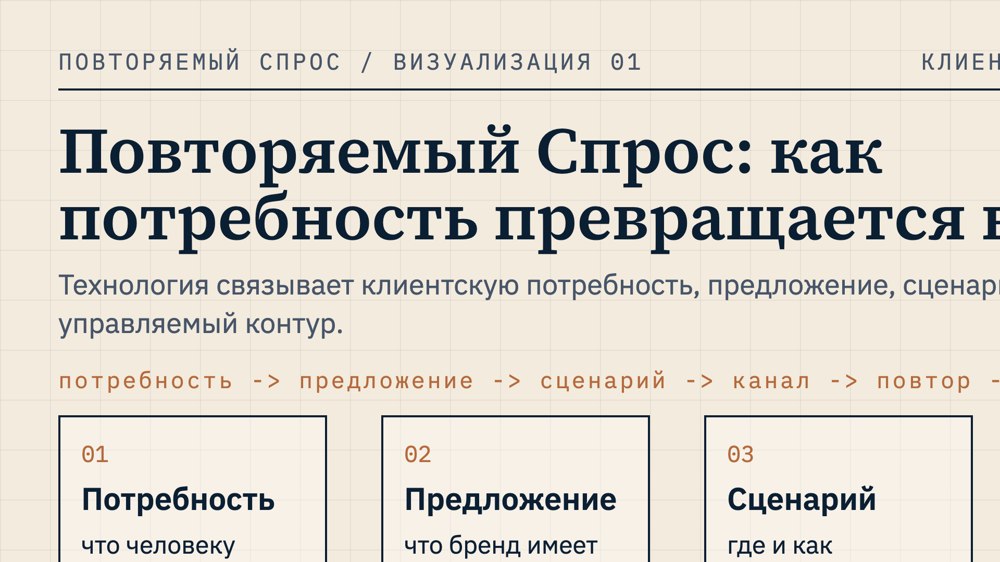 ПОВТОРЯЕМЫЙ СПРОС / ВИЗУАЛИЗАЦИЯ 01
Повторяемый Спрос: как
потребность превращается
Технология связывает клиентскую потребность, предложение,
управляемый контур.
потребность -> предложение -> сценарий -> канал -> повтор
01
Потребность
что человеку
02
Предложение
что бренд имеет
03
Сценарий
где и как